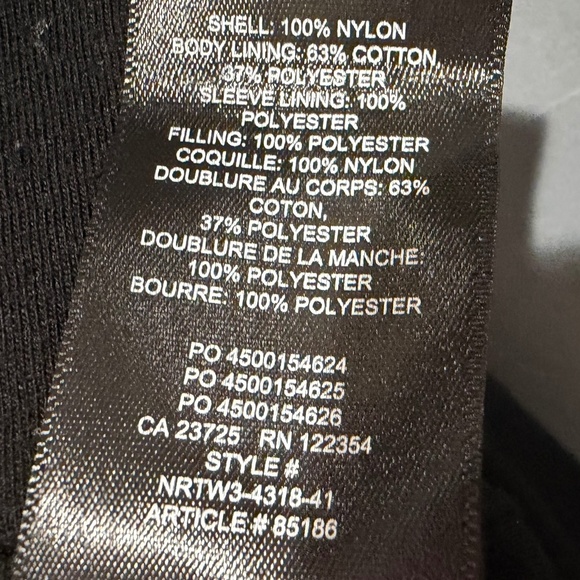 SHELL: 100% NYLON
BODY LINING: 63% COTTON,
37% POLYESTER
SLEEVE LINING: 100%
POLYESTER
FILLING: 100% POLYESTER
COQUILLE: 100% NYLON
DOUBLURE AU CORPS: 63%
COTON,
37% POLYESTER
DOUBLURE DE LA MANCHE:
100% POLYESTER
BOURRE: 100% POLYESTER
PO 4500154624
PO 4500154625
PO 4500154626
CA 23725 RN 122354
STYLE #
NRTW3-4318-41
ARTICLE # 85186